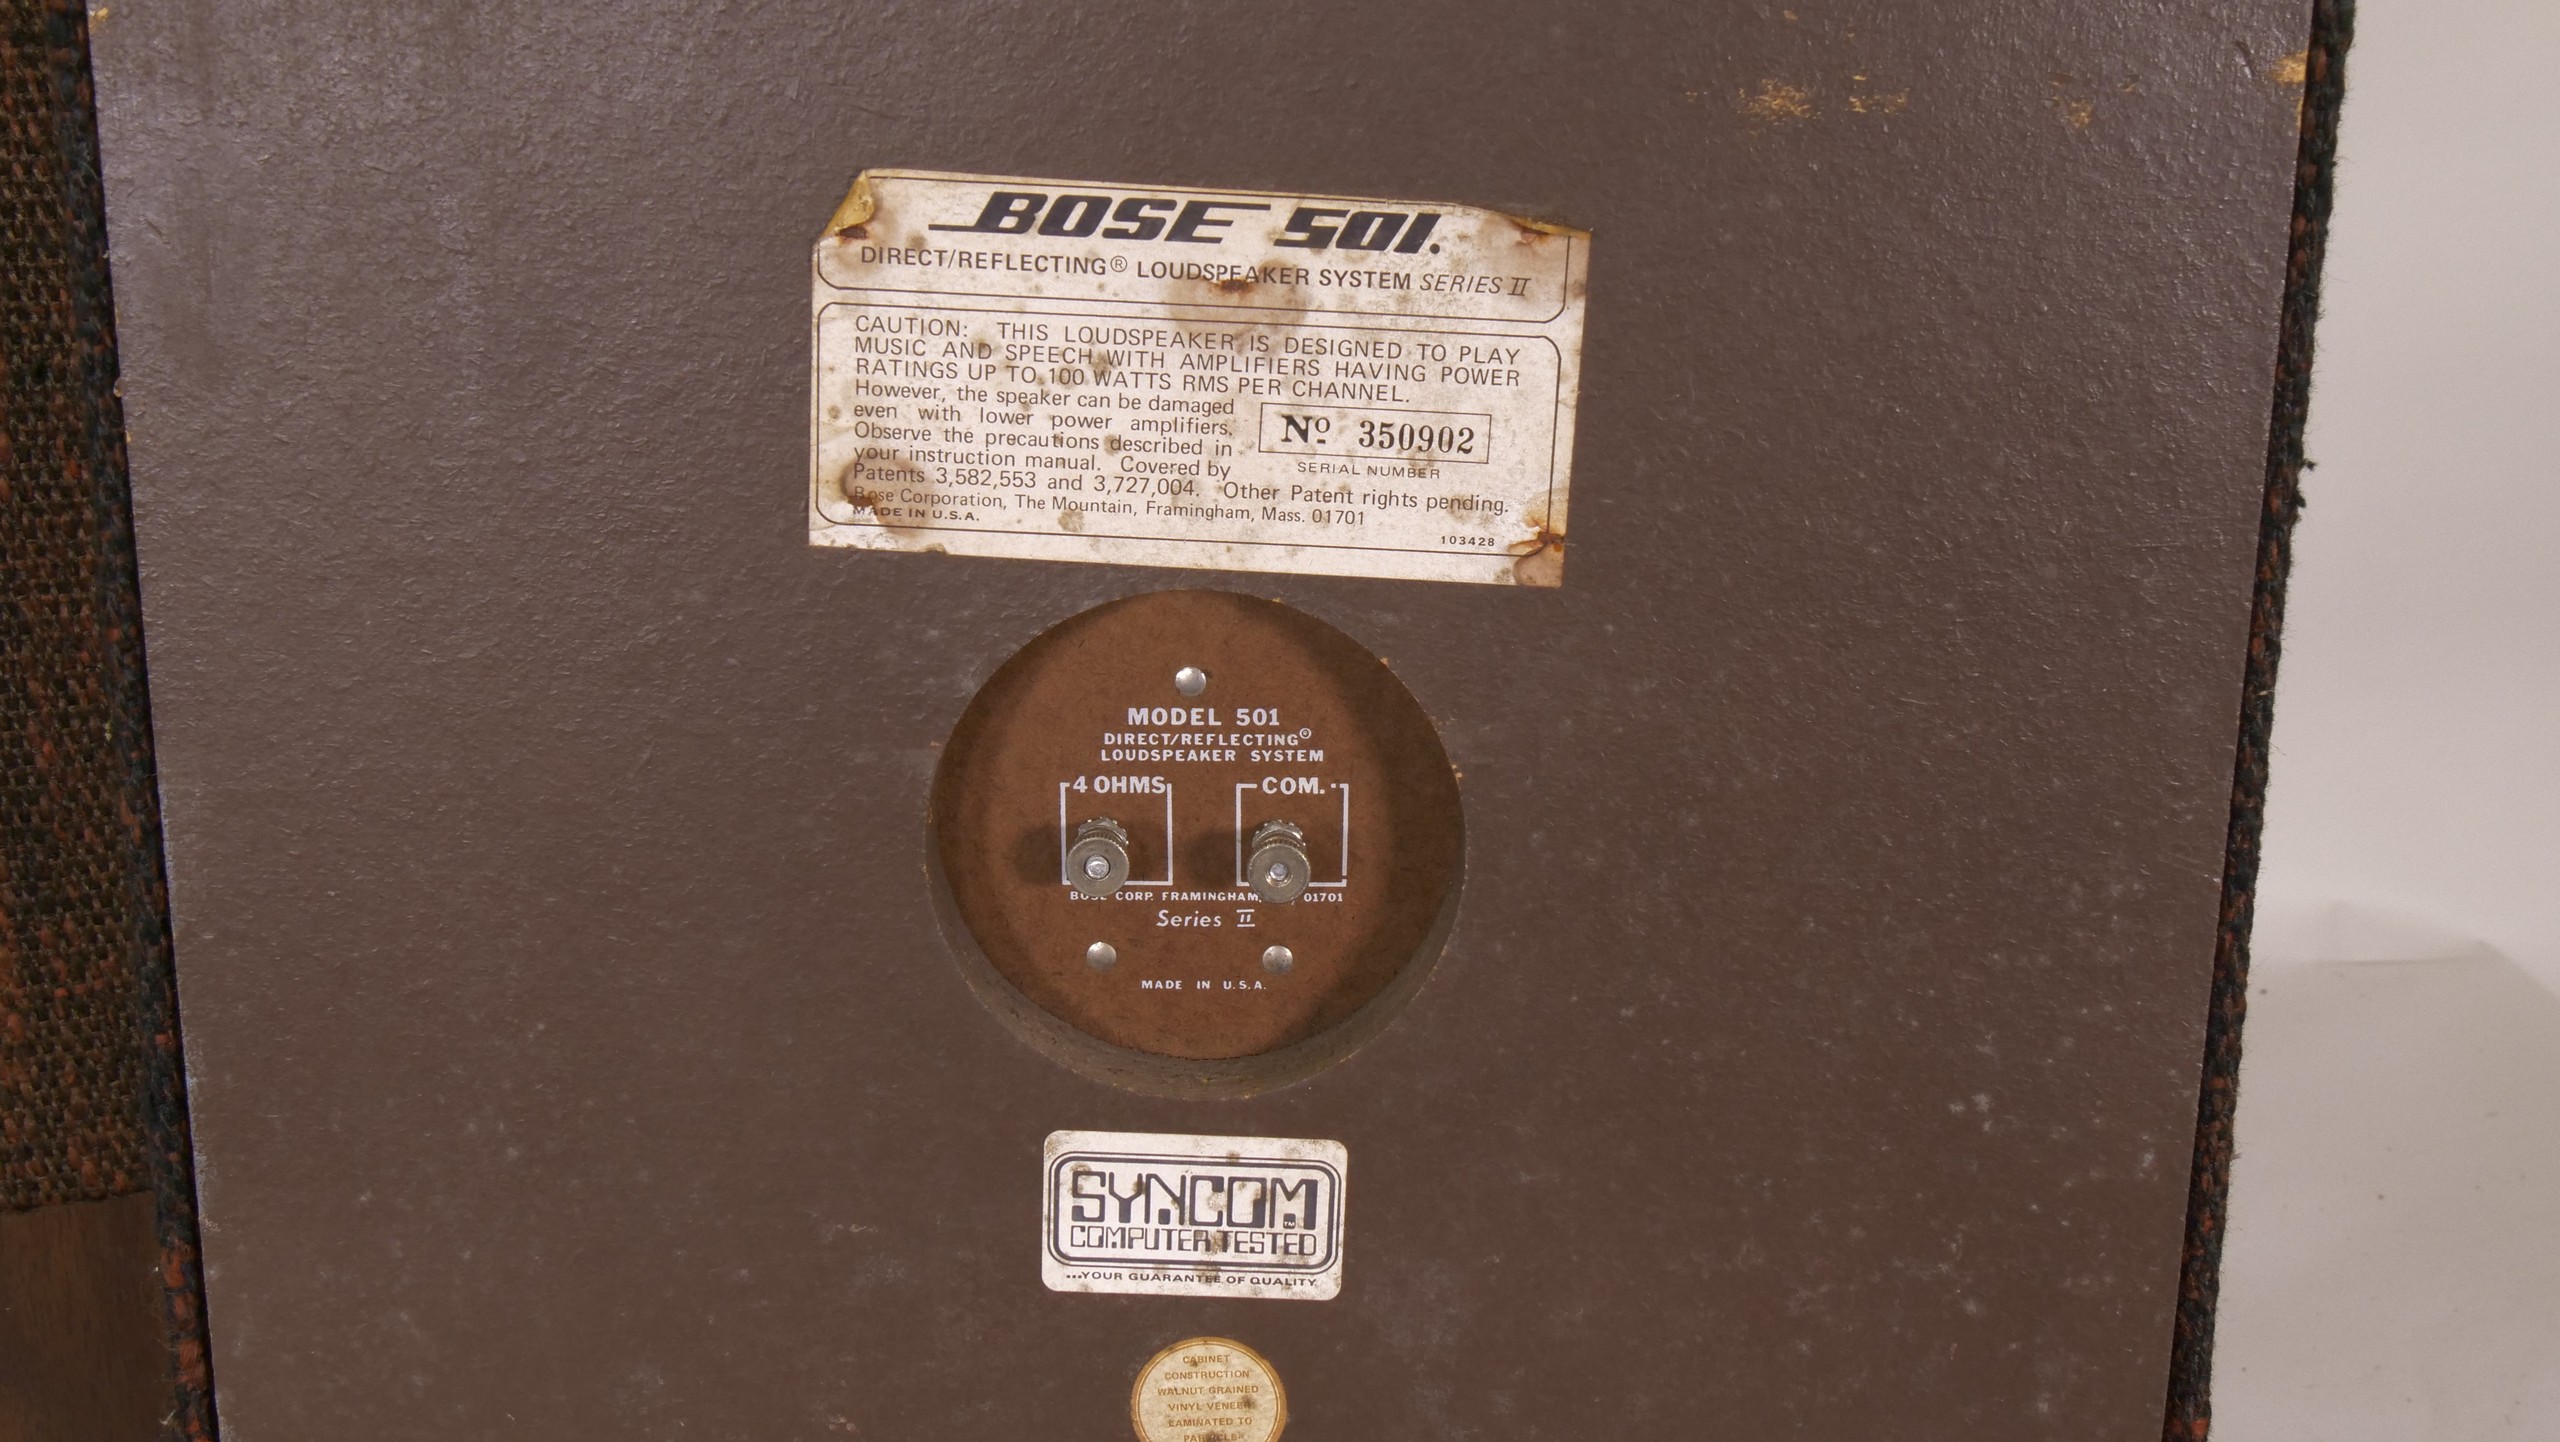 BOSE 501.
DIRECT/REFLECTING® LOUDSPEAKER SYSTEM SERIES II
CAUTION: THIS LOUDSPEAKER IS DESIGNED TO PLAY
MUSIC AND SPEECH WITH AMPLIFIERS HAVING POWER
RATINGS UP TO 100 WATTS RMS PER CHANNEL.
However, the speaker can be damaged
even with lower power amplifiers.
Observe the precautions described in
your instruction manual. Covered by
Patents 3,582,553 and 3,727,004. Other Patent rights pending.
Nº 350902
SERIAL NUMBER
Bose Corporation, The Mountain, Framingham, Mass. 01701
MADE IN U.S.A.
103428
MODEL 501
DIRECT/REFLECTING®
LOUDSPEAKER SYSTEM
4 OHMS COM.
BOSE CORP. FRAMINGHAM, 01701
Series II
MADE IN U.S.A.
SYNCOM™
COMPUTER TESTED
...YOUR GUARANTEE OF QUALITY
CABINET
CONSTRUCTION
WALNUT GRAINED
VINYL VENEER
LAMINATED TO
PARTICLE